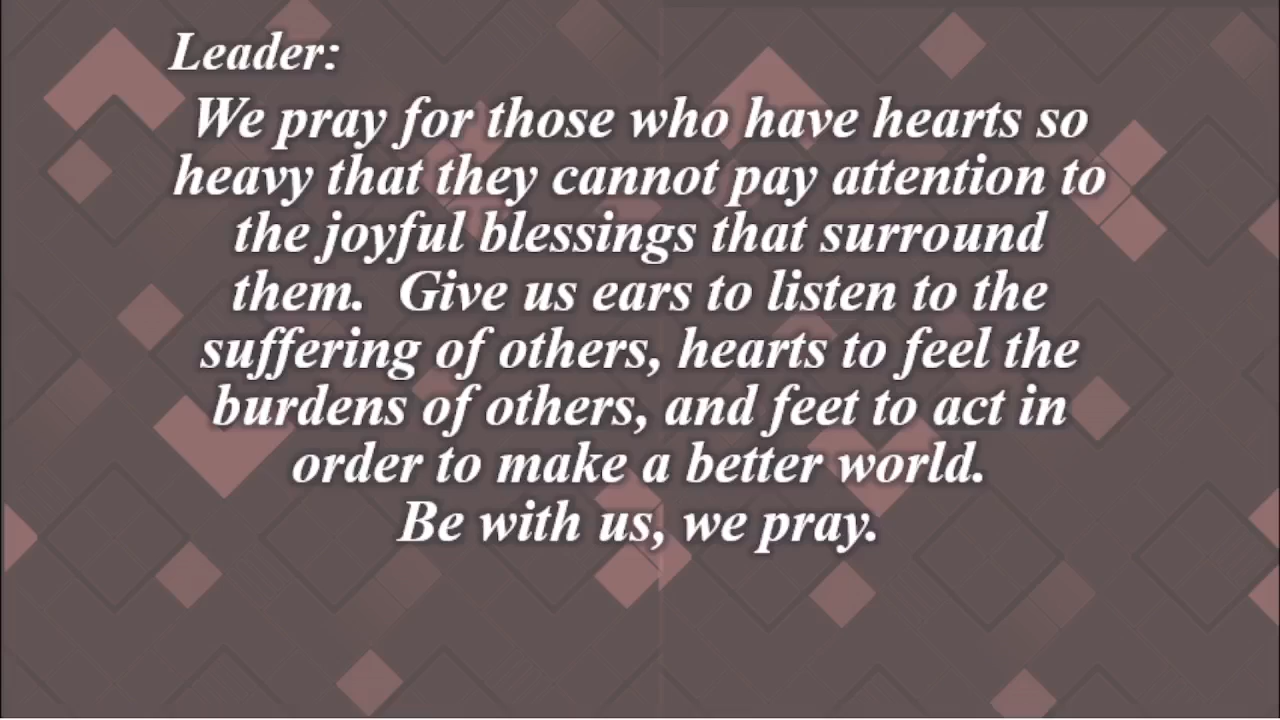 Leader:
We pray for those who have hearts so
heavy that they cannot pay attention to
the joyful blessings that surround
them.  Give us ears to listen to the
suffering of others, hearts to feel the
burdens of others, and feet to act in
order to make a better world.
Be with us, we pray.